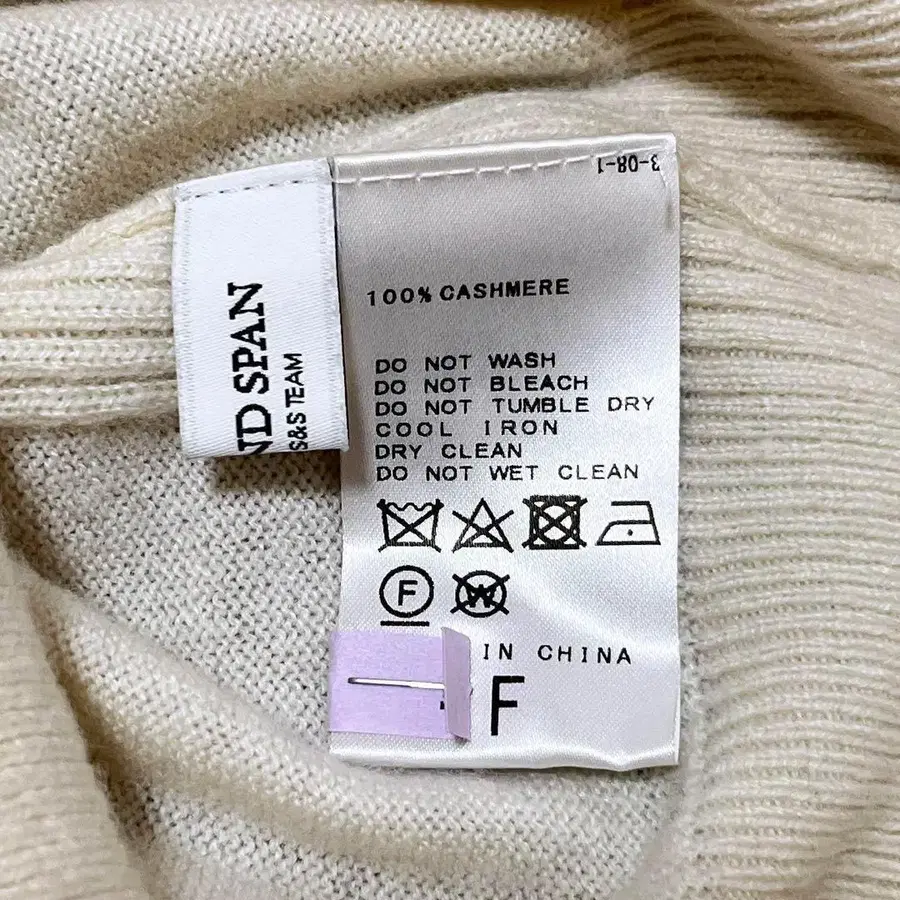 3-08-1
ND SPAN
S&S TEAM
100% CASHMERE
DO NOT WASH
DO NOT BLEACH
DO NOT TUMBLE DRY
COOL IRON
DRY CLEAN
DO NOT WET CLEAN
F
W
IN CHINA
F